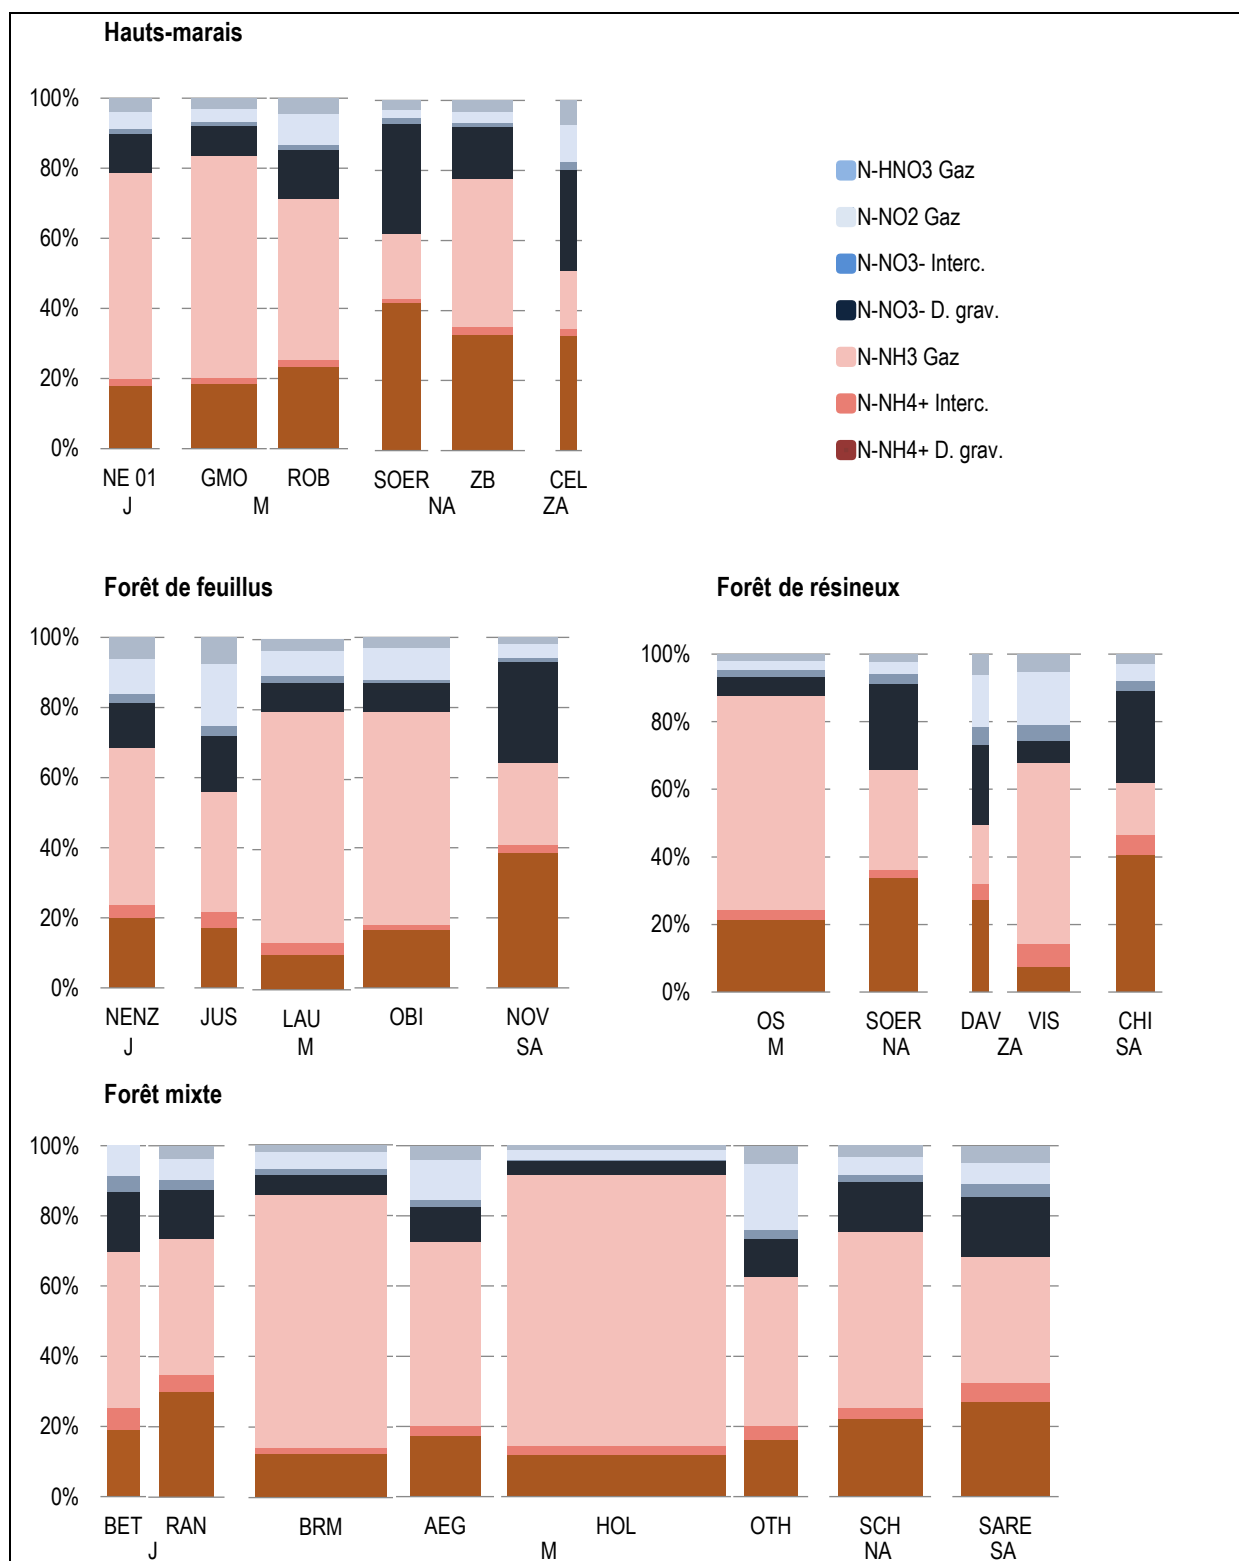 Hauts-marais
100%
80%
60%
40%
20%
0%
NE 01 GMO ROB SOER ZB CEL
J M NA ZA
N-HNO3 Gaz
N-NO2 Gaz
N-NO3- Interc.
N-NO3- D. grav.
N-NH3 Gaz
N-NH4+ Interc.
N-NH4+ D. grav.
Forêt de feuillus
100%
80%
60%
40%
20%
0%
NENZ JUS LAU OBI NOV
J M SA
Forêt de résineux
100%
80%
60%
40%
20%
0%
OS SOER DAV VIS CHI
M NA ZA SA
Forêt mixte
100%
80%
60%
40%
20%
0%
BET RAN BRM AEG HOL OTH SCH SARE
J M NA SA